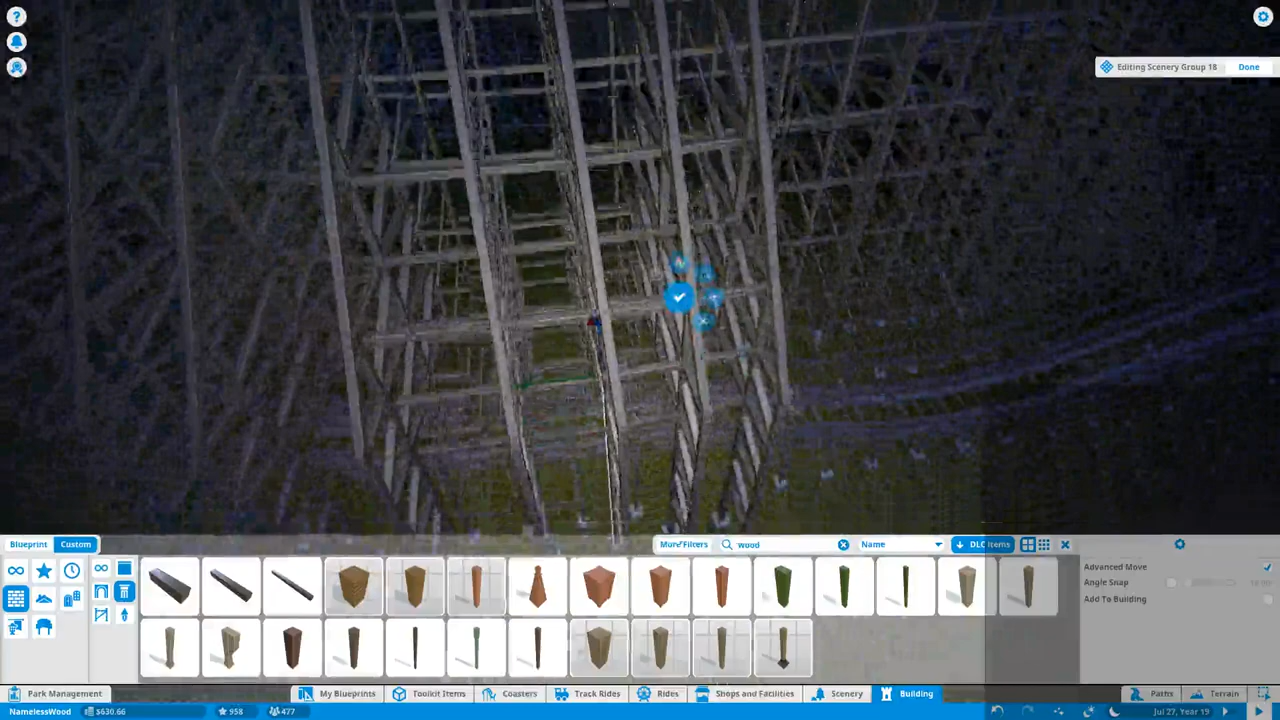 ?
Editing Scenery Group 18 Done
Blueprint Custom More Filters wood Name DLC Items
Advanced Move
Angle Snap
Add To Building
Park Management My Blueprints Toolkit Items Coasters Track Rides Rides Shops and Facilities Scenery Building Paths Terrain
NamelessWood $630.66 958 477 Jul 27, Year 19